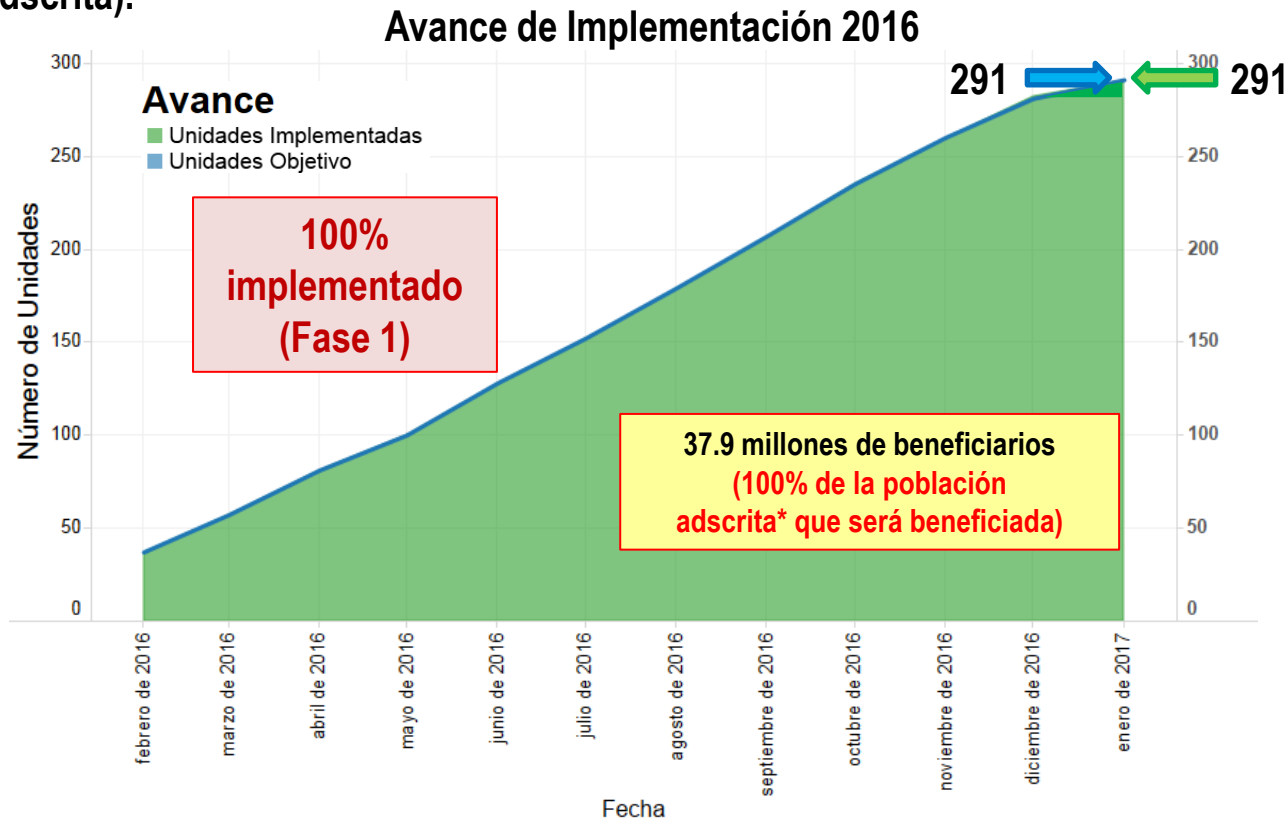 dscrita).
Avance de Implementación 2016
300
250
200
150
100
50
0
Número de Unidades
Avance
Unidades Implementadas
Unidades Objetivo
100%
implementado
(Fase 1)
37.9 millones de beneficiarios
(100% de la población
adscrita* que será beneficiada)
291
291
300
250
200
150
100
50
0
febrero de 2016
marzo de 2016
abril de 2016
mayo de 2016
junio de 2016
julio de 2016
agosto de 2016
septiembre de 2016
octubre de 2016
noviembre de 2016
diciembre de 2016
enero de 2017
Fecha